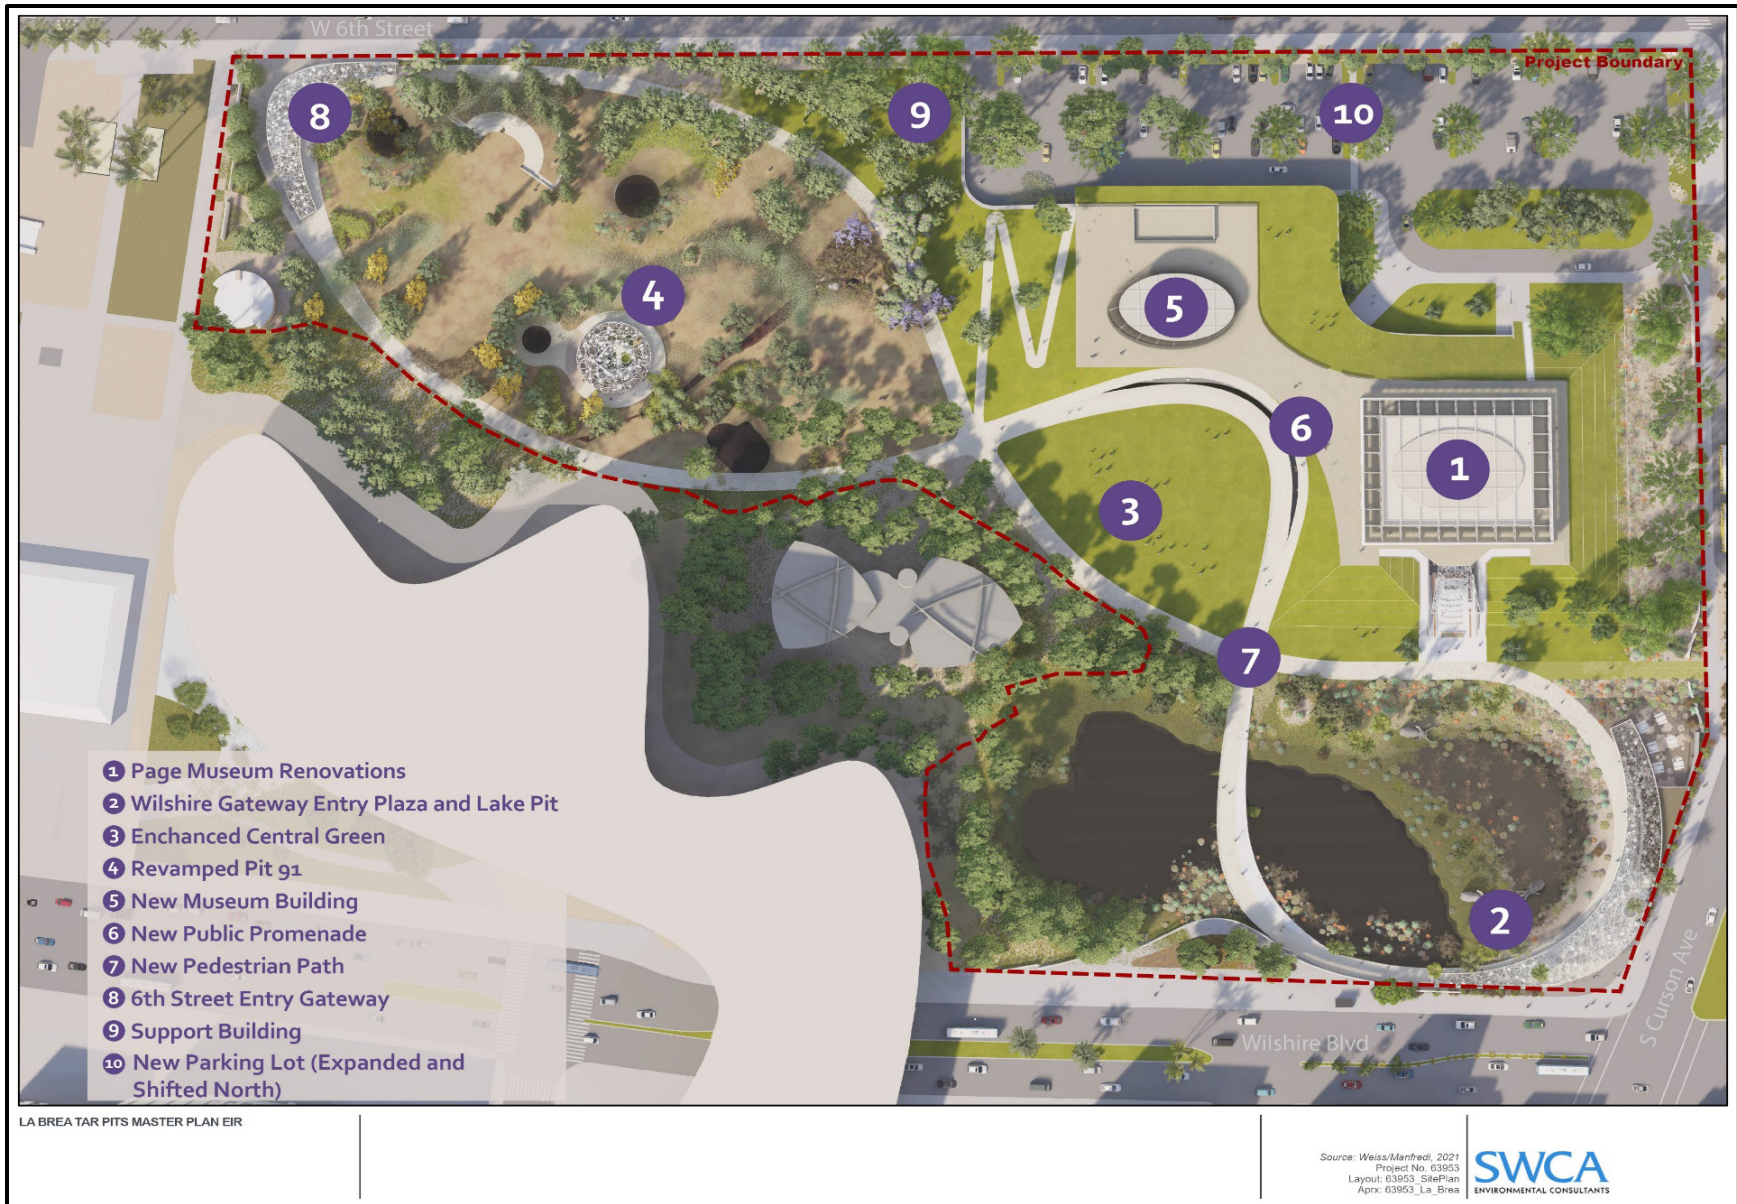 W 6th Street
Project Boundary
8
9
10
4
5
6
1
3
7
2
1 Page Museum Renovations
2 Wilshire Gateway Entry Plaza and Lake Pit
3 Enchanced Central Green
4 Revamped Pit 91
5 New Museum Building
6 New Public Promenade
7 New Pedestrian Path
8 6th Street Entry Gateway
9 Support Building
10 New Parking Lot (Expanded and
Shifted North)
Wilshire Blvd
S Curson Ave
LA BREA TAR PITS MASTER PLAN EIR
Source: Weiss/Manfredi, 2021
Project No. 63953
Layout: 63953_SitePlan
Aprx: 63953_La_Brea
SWCA
ENVIRONMENTAL CONSULTANTS